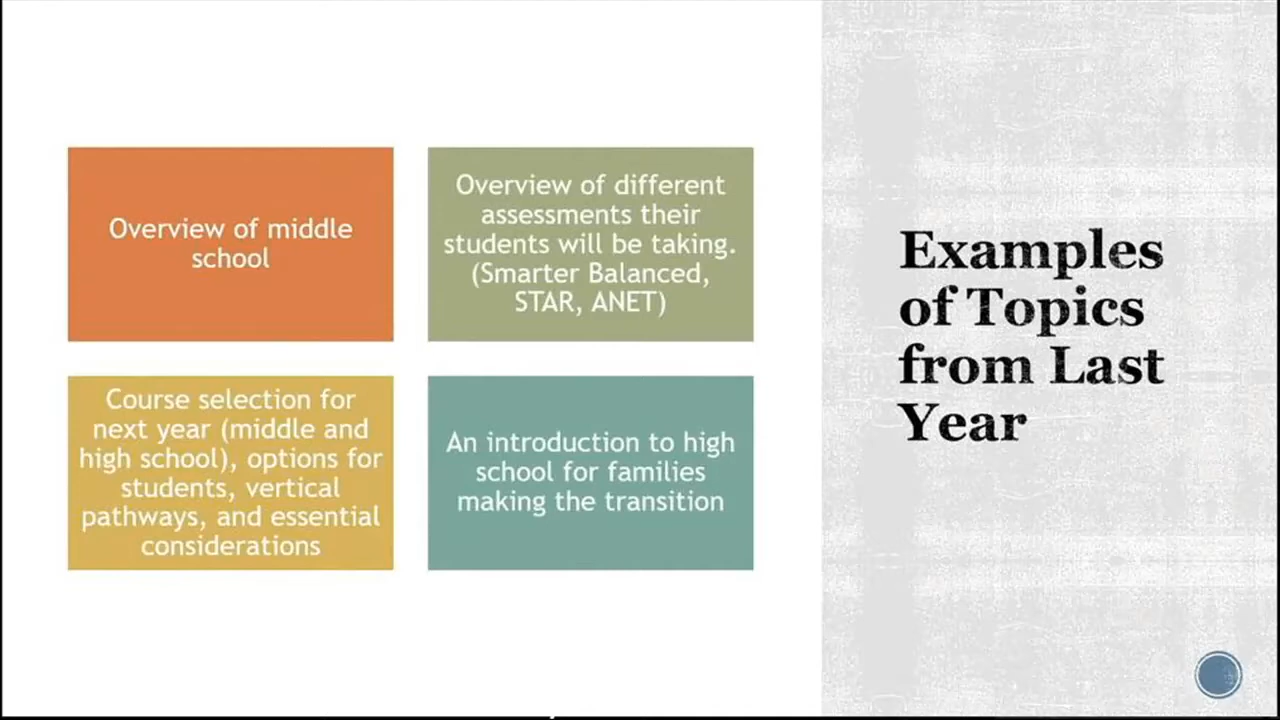 Overview of middle
school
Overview of different
assessments their
students will be taking.
(Smarter Balanced,
STAR, ANET)
Course selection for
next year (middle and
high school), options for
students, vertical
pathways, and essential
considerations
An introduction to high
school for families
making the transition
Examples
of Topics
from Last
Year